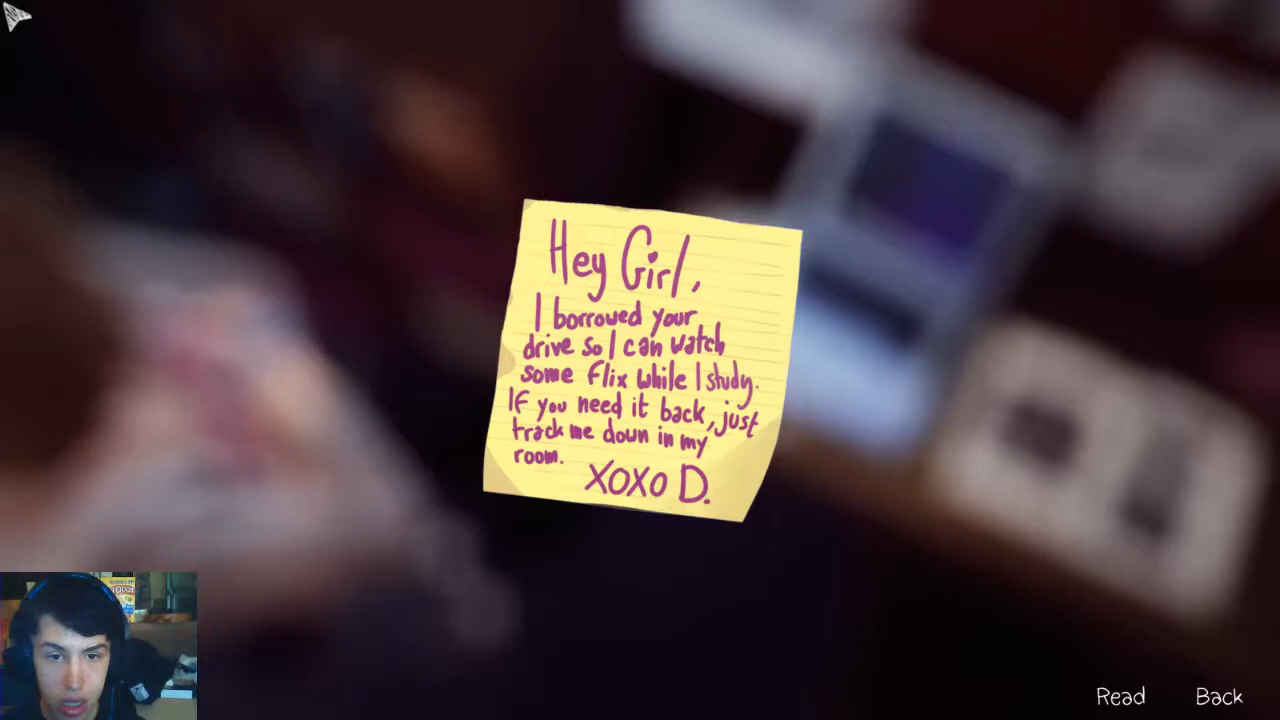 Hey Girl,
I borrowed your
drive so I can watch
some flix while I study.
If you need it back, just
track me down in my
room.
XOXO D.
Read Back